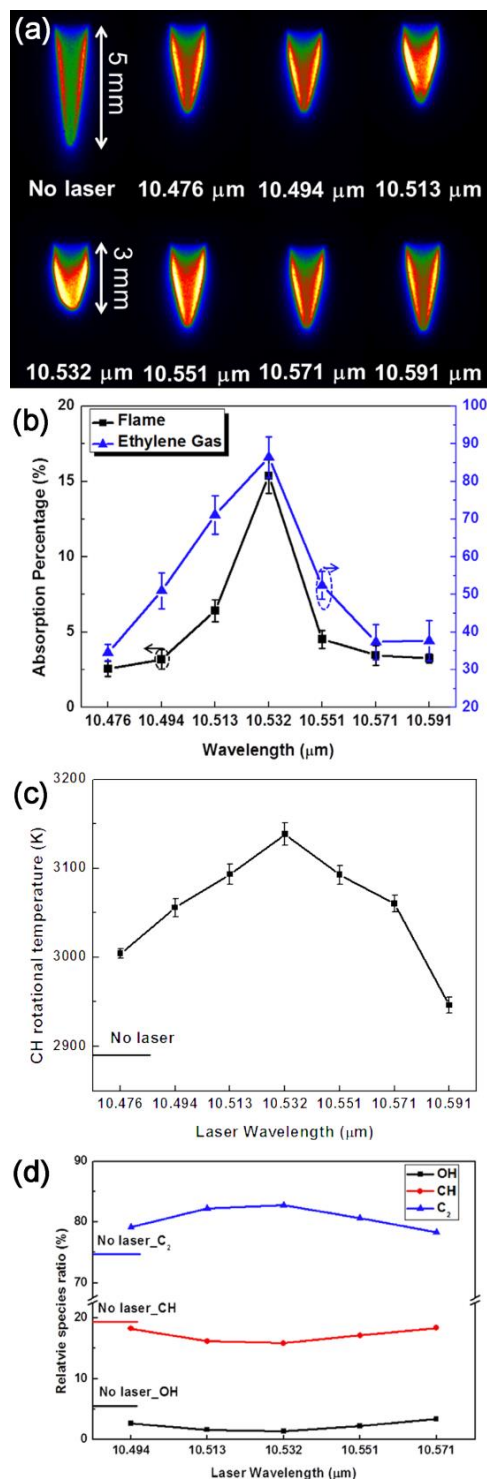 (a)
5 mm
No laser 10.476 μm 10.494 μm 10.513 μm
3 mm
10.532 μm 10.551 μm 10.571 μm 10.591 μm
(b)
Flame
Ethylene Gas
Absorption Percentage (%)
20
15
10
5
0
100
90
80
70
60
50
40
30
20
10.476 10.494 10.513 10.532 10.551 10.571 10.591
Wavelength (μm)
(c)
CH rotational temperature (K)
3200
3100
3000
2900
No laser
10.476 10.494 10.513 10.532 10.551 10.571 10.591
Laser Wavelength (μm)
(d)
OH
CH
C2
Relatvie species ratio (%)
90
80
70
20
10
0
No laser_C2
No laser_CH
No laser_OH
10.494 10.513 10.532 10.551 10.571
Laser Wavelength (μm)